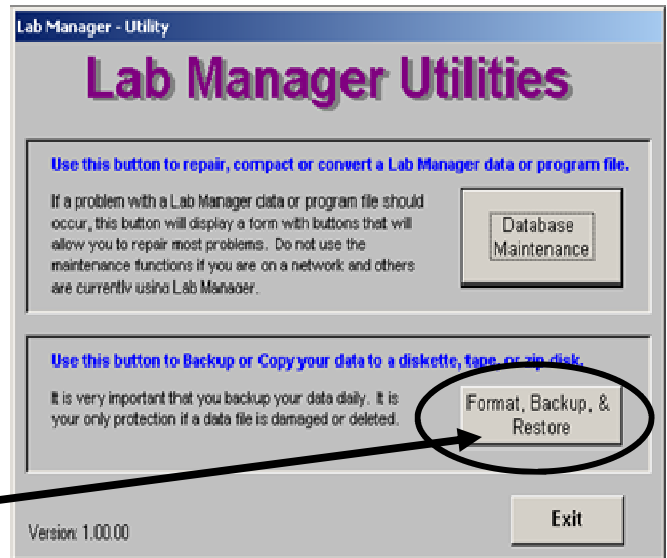 Lab Manager - Utility
Lab Manager Utilities
Use this button to repair, compact or convert a Lab Manager data or program file.
If a problem with a Lab Manager data or program file should
occur, this button will display a form with buttons that will
allow you to repair most problems. Do not use the
maintenance functions if you are on a network and others
are currently using Lab Manager.
Database
Maintenance
Use this button to Backup or Copy your data to a diskette, tape, or zip disk.
It is very important that you backup your data daily. It is
your only protection if a data file is damaged or deleted.
Format, Backup, &
Restore
Exit
Version: 1.00.00